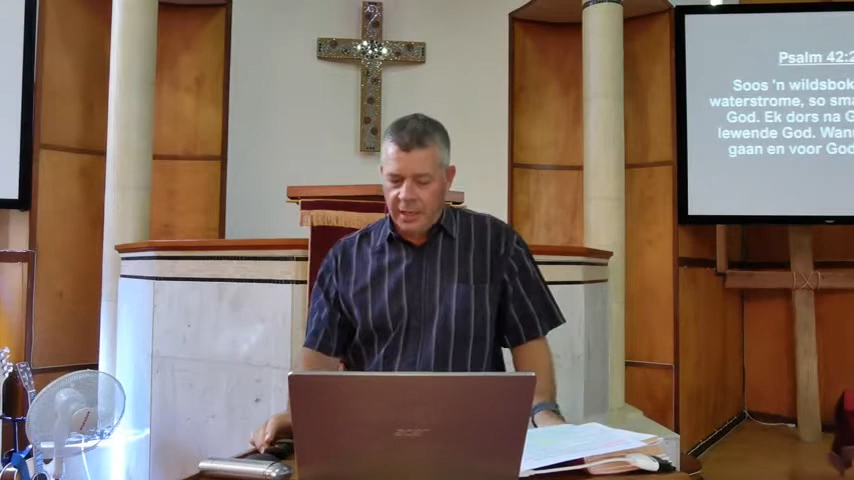 Psalm 42:2
Soos 'n wildsbok
waterstrome, so sma
God. Ek dors na G
lewende God. Wan
gaan en voor God
acer